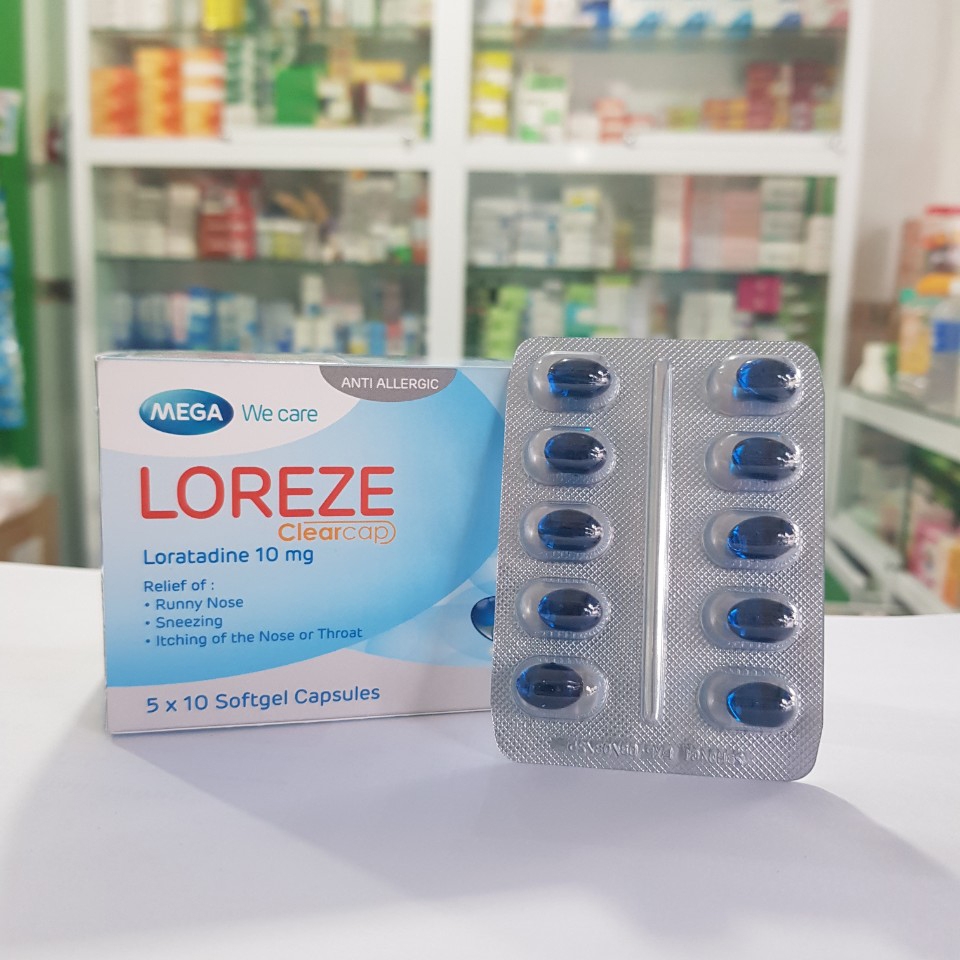 ANTI ALLERGIC
MEGA We care
LOREZE
Clearcap
Loratadine 10 mg
Relief of :
• Runny Nose
• Sneezing
• Itching of the Nose or Throat
5 x 10 Softgel Capsules